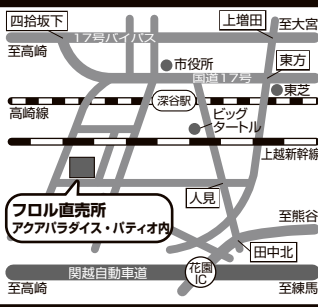 四拾坂下
上増田
至大宮
17号バイパス
至高崎
市役所
東方
国道17号
東芝
深谷駅
高崎線
ビッグ
タートル
上越新幹線
人見
フロル直売所
アクアパラダイス・パティオ内
至熊谷
田中北
関越自動車道
花園
IC
至高崎
至練馬